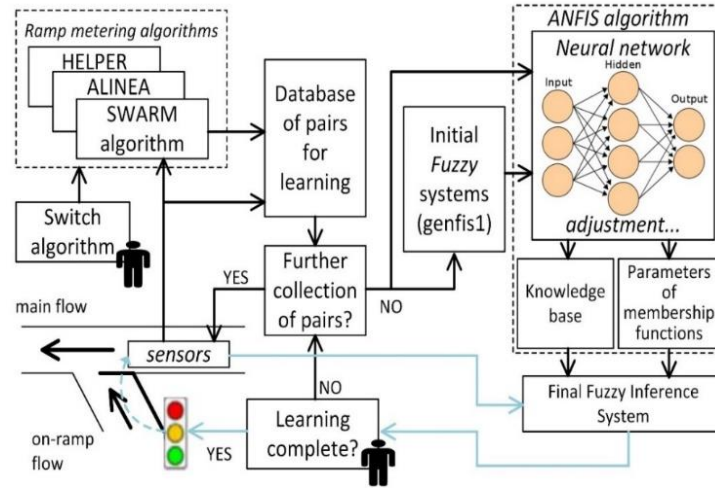 Ramp metering algorithms
HELPER
ALINEA
SWARM
algorithm
Switch
algorithm
Database
of pairs
for
learning
Initial
Fuzzy
systems
(genfis1)
ANFIS algorithm
Neural network
Hidden
Input
Output
adjustment...
Further
collection
of pairs?
YES
NO
Knowledge
base
Parameters
of
membership
functions
main flow
sensors
NO
Final Fuzzy Inference
System
on-ramp
flow
YES
Learning
complete?